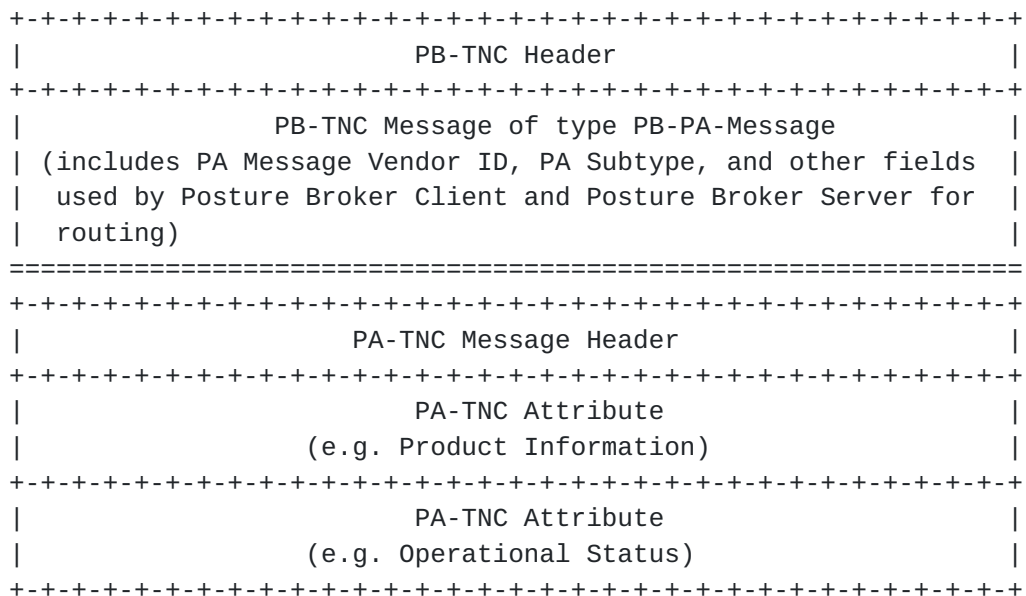 +-+-+-+-+-+-+-+-+-+-+-+-+-+-+-+-+-+-+-+-+-+-+-+-+-+-+-+-+-+-+-+-+
|                         PB-TNC Header                         |
+-+-+-+-+-+-+-+-+-+-+-+-+-+-+-+-+-+-+-+-+-+-+-+-+-+-+-+-+-+-+-+-+
|                PB-TNC Message of type PB-PA-Message           |
| (includes PA Message Vendor ID, PA Subtype, and other fields  |
|  used by Posture Broker Client and Posture Broker Server for  |
|  routing)                                                     |
=================================================================
+-+-+-+-+-+-+-+-+-+-+-+-+-+-+-+-+-+-+-+-+-+-+-+-+-+-+-+-+-+-+-+-+
|                     PA-TNC Message Header                     |
+-+-+-+-+-+-+-+-+-+-+-+-+-+-+-+-+-+-+-+-+-+-+-+-+-+-+-+-+-+-+-+-+
|                         PA-TNC Attribute                      |
|                  (e.g. Product Information)                   |
+-+-+-+-+-+-+-+-+-+-+-+-+-+-+-+-+-+-+-+-+-+-+-+-+-+-+-+-+-+-+-+-+
|                         PA-TNC Attribute                      |
|                  (e.g. Operational Status)                    |
+-+-+-+-+-+-+-+-+-+-+-+-+-+-+-+-+-+-+-+-+-+-+-+-+-+-+-+-+-+-+-+-+